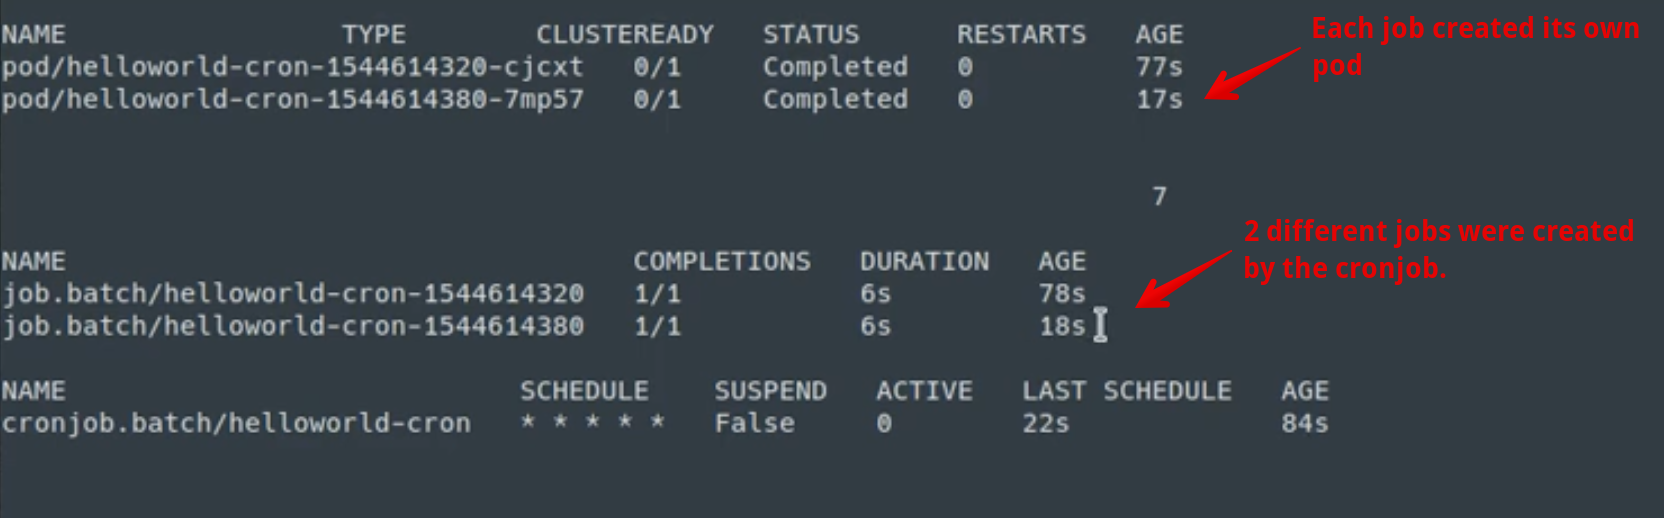 NAME TYPE CLUSTEREADY STATUS RESTARTS AGE
pod/helloworld-cron-1544614320-cjcxt 0/1 Completed 0 77s
pod/helloworld-cron-1544614380-7mp57 0/1 Completed 0 17s
Each job created its own
pod
7
NAME COMPLETIONS DURATION AGE
job.batch/helloworld-cron-1544614320 1/1 6s 78s
job.batch/helloworld-cron-1544614380 1/1 6s 18s
2 different jobs were created
by the cronjob.
NAME SCHEDULE SUSPEND ACTIVE LAST SCHEDULE AGE
cronjob.batch/helloworld-cron * * * * * False 0 22s 84s